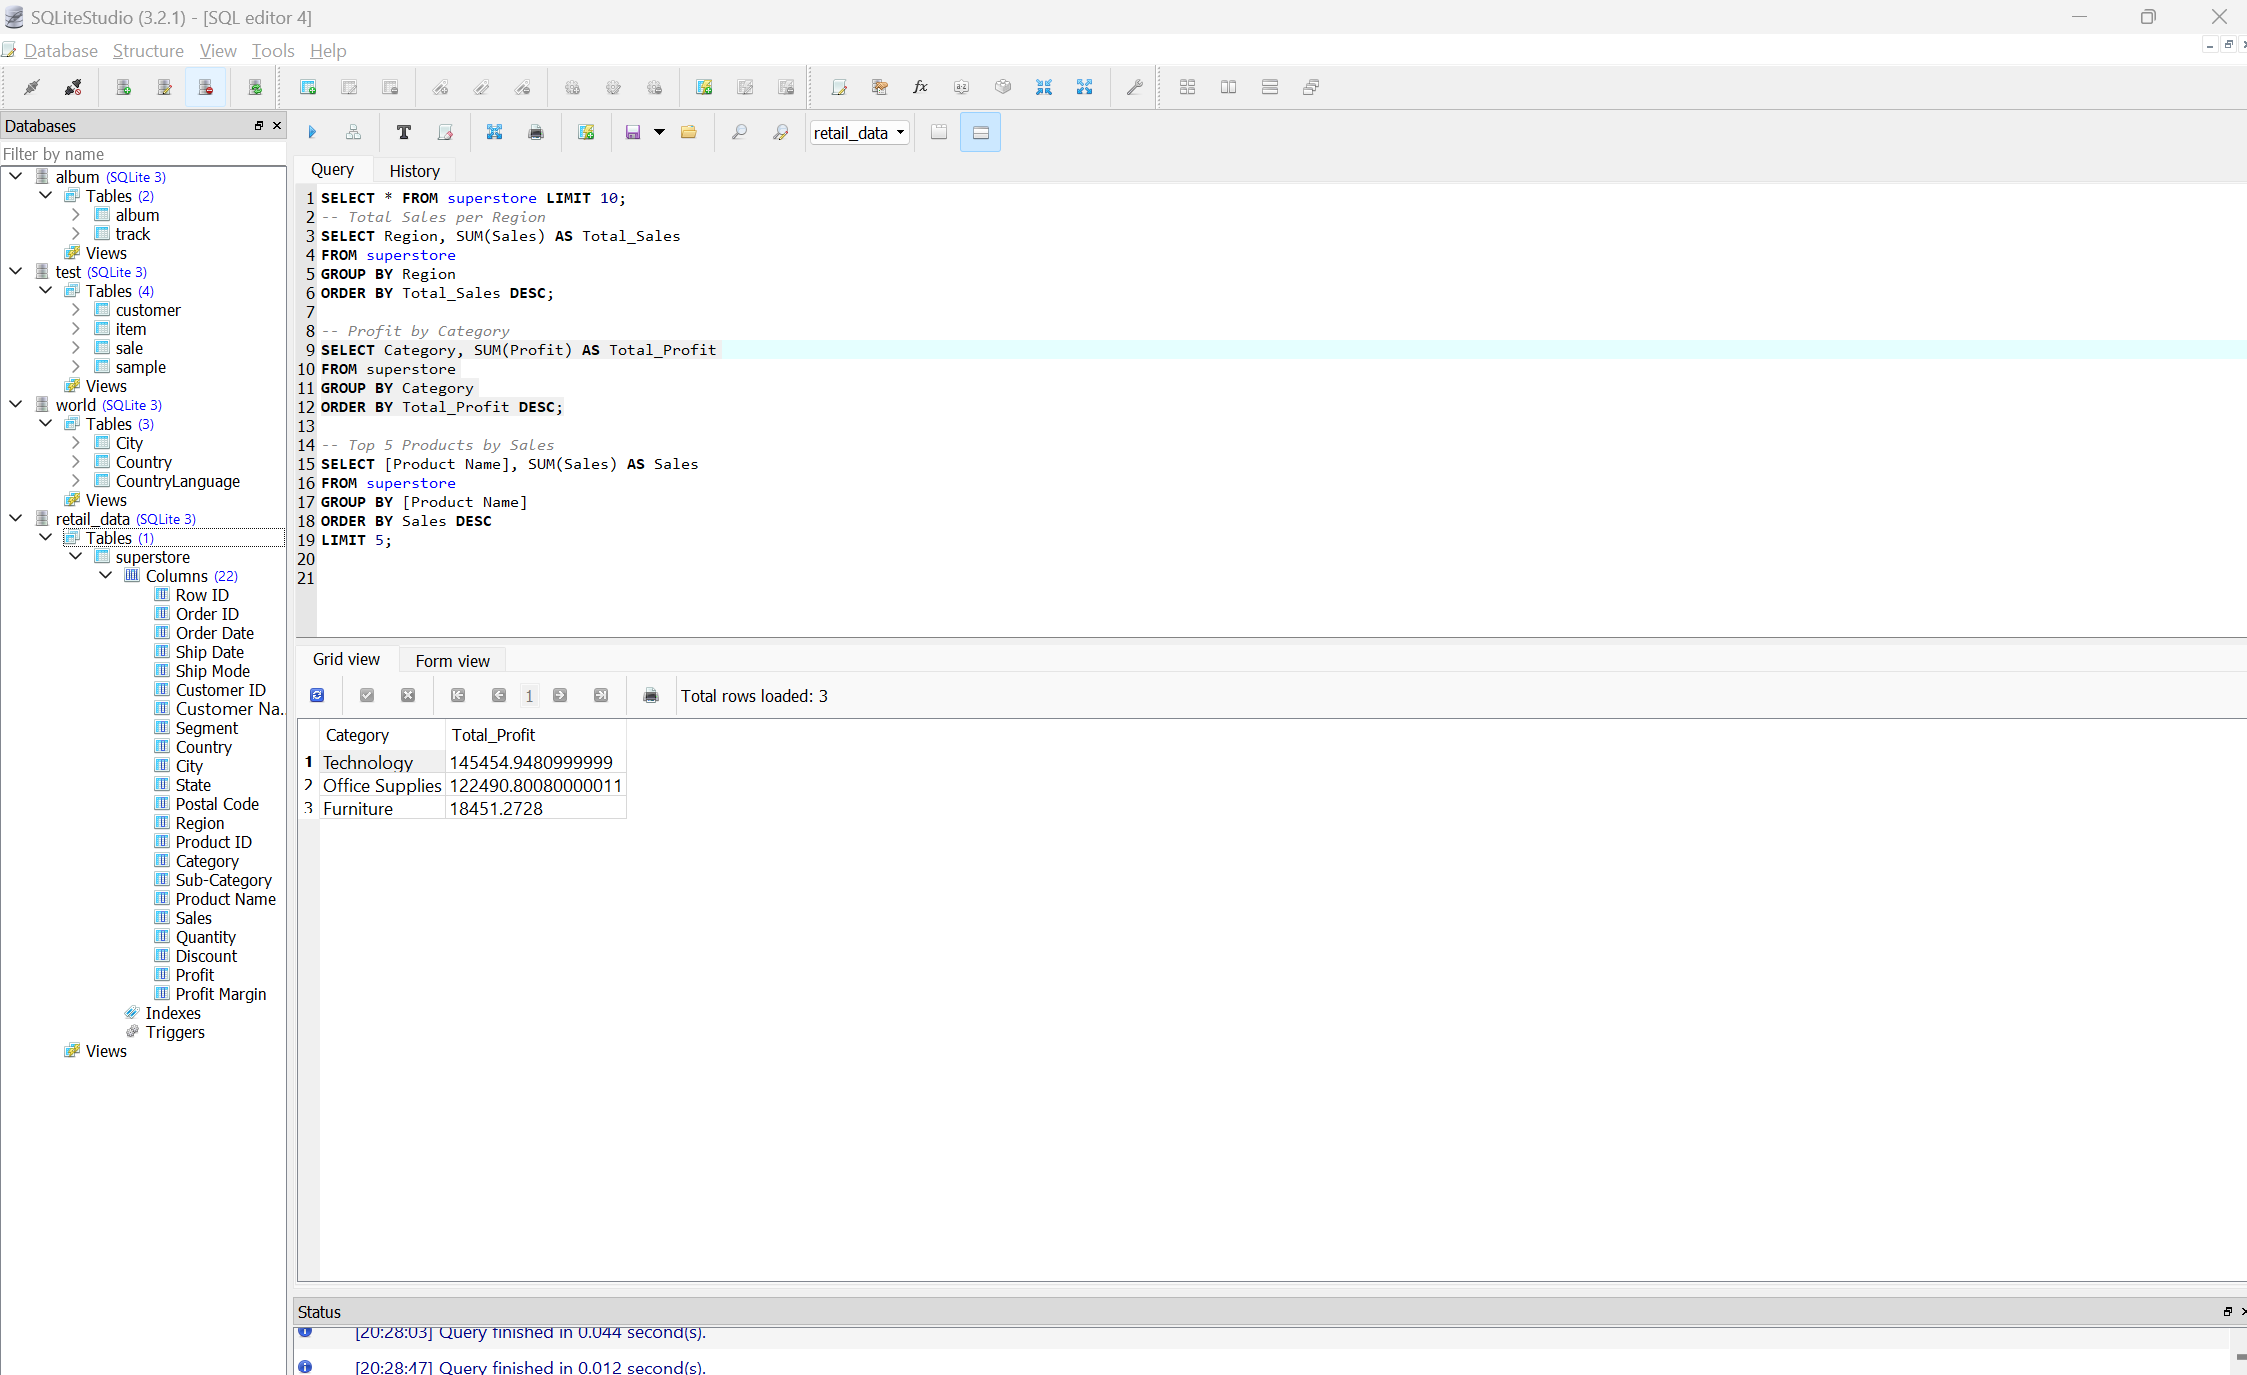 SQLiteStudio (3.2.1) - [SQL editor 4]
Database Structure View Tools Help
Databases
Filter by name
album (SQLite 3)
Tables (2)
album
track
Views
test (SQLite 3)
Tables (4)
customer
item
sale
sample
Views
world (SQLite 3)
Tables (3)
City
Country
CountryLanguage
Views
retail_data (SQLite 3)
Tables (1)
superstore
Columns (22)
Row ID
Order ID
Order Date
Ship Date
Ship Mode
Customer ID
Customer Na..
Segment
Country
City
State
Postal Code
Region
Product ID
Category
Sub-Category
Product Name
Sales
Quantity
Discount
Profit
Profit Margin
Indexes
Triggers
Views
retail_data
Query History
1 SELECT * FROM superstore LIMIT 10;
2 -- Total Sales per Region
3 SELECT Region, SUM(Sales) AS Total_Sales
4 FROM superstore
5 GROUP BY Region
6 ORDER BY Total_Sales DESC;
7
8 -- Profit by Category
9 SELECT Category, SUM(Profit) AS Total_Profit
10 FROM superstore
11 GROUP BY Category
12 ORDER BY Total_Profit DESC;
13
14 -- Top 5 Products by Sales
15 SELECT [Product Name], SUM(Sales) AS Sales
16 FROM superstore
17 GROUP BY [Product Name]
18 ORDER BY Sales DESC
19 LIMIT 5;
20
21
Grid view Form view
1 Total rows loaded: 3
Category Total_Profit
1 Technology 145454.9480999999
2 Office Supplies 122490.80080000011
3 Furniture 18451.2728
Status
[20:28:03] Query finished in 0.044 second(s).
[20:28:47] Query finished in 0.012 second(s).